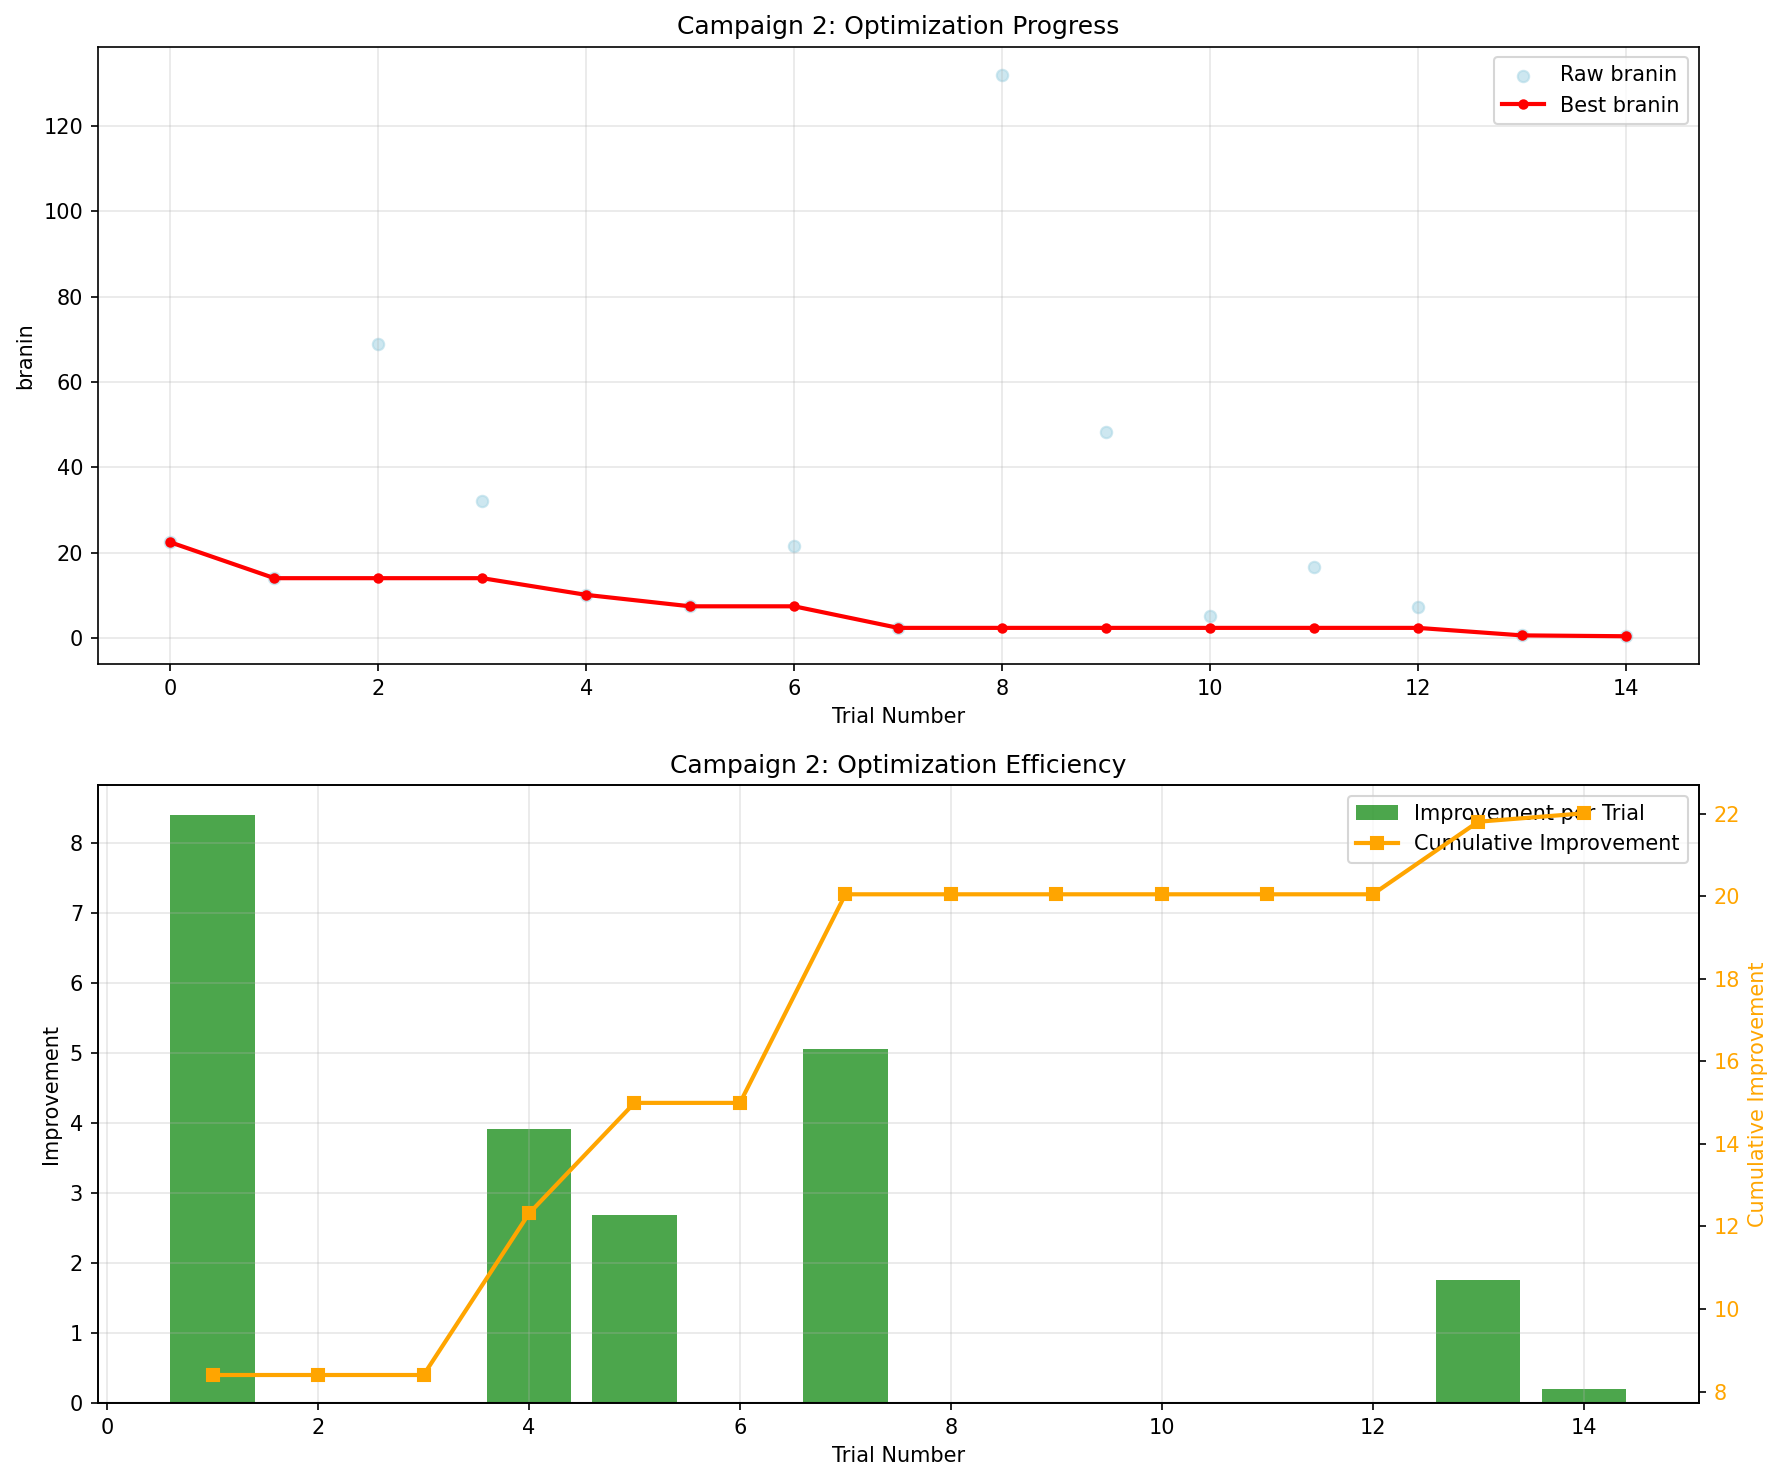 Campaign 2: Optimization Progress
Raw branin
Best branin
120
100
80
60
40
20
0
branin
0 2 4 6 8 10 12 14
Trial Number
Campaign 2: Optimization Efficiency
Improvement per Trial
Cumulative Improvement
8
7
6
5
4
3
2
1
0
Improvement
22
20
18
16
14
12
10
8
Cumulative Improvement
0 2 4 6 8 10 12 14
Trial Number